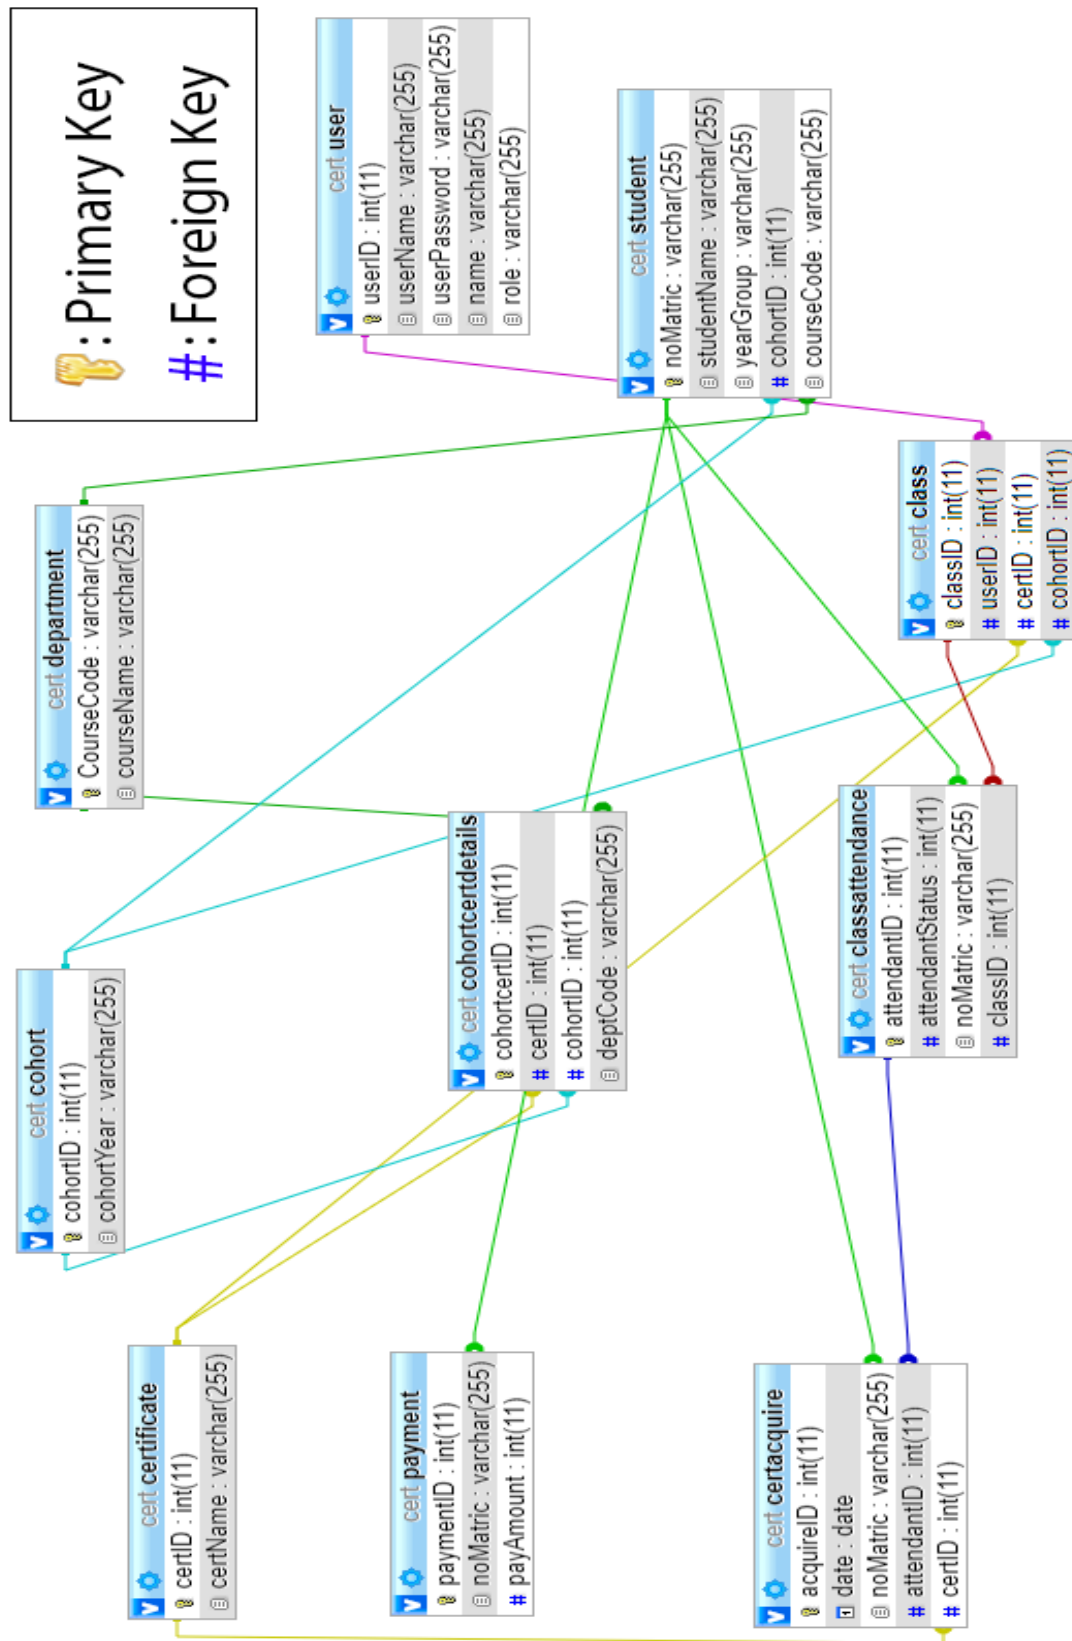 : Primary Key
#: Foreign Key
cert user
userID : int(11)
userName : varchar(255)
userPassword : varchar(255)
name : varchar(255)
role : varchar(255)
cert student
noMatric : varchar(255)
studentName : varchar(255)
yearGroup : varchar(255)
# cohortID : int(11)
courseCode : varchar(255)
cert department
CourseCode : varchar(255)
courseName : varchar(255)
cert class
classID : int(11)
# userID : int(11)
# certID : int(11)
# cohortID : int(11)
cert cohort
cohortID : int(11)
cohortYear : varchar(255)
cert cohortcertdetails
cohortcertID : int(11)
# certID : int(11)
# cohortID : int(11)
deptCode : varchar(255)
cert classattendance
attendantID : int(11)
# attendantStatus : int(11)
noMatric : varchar(255)
# classID : int(11)
cert certificate
certID : int(11)
certName : varchar(255)
cert payment
paymentID : int(11)
noMatric : varchar(255)
# payAmount : int(11)
cert certacquire
acquireID : int(11)
date : date
noMatric : varchar(255)
# attendantID : int(11)
# certID : int(11)